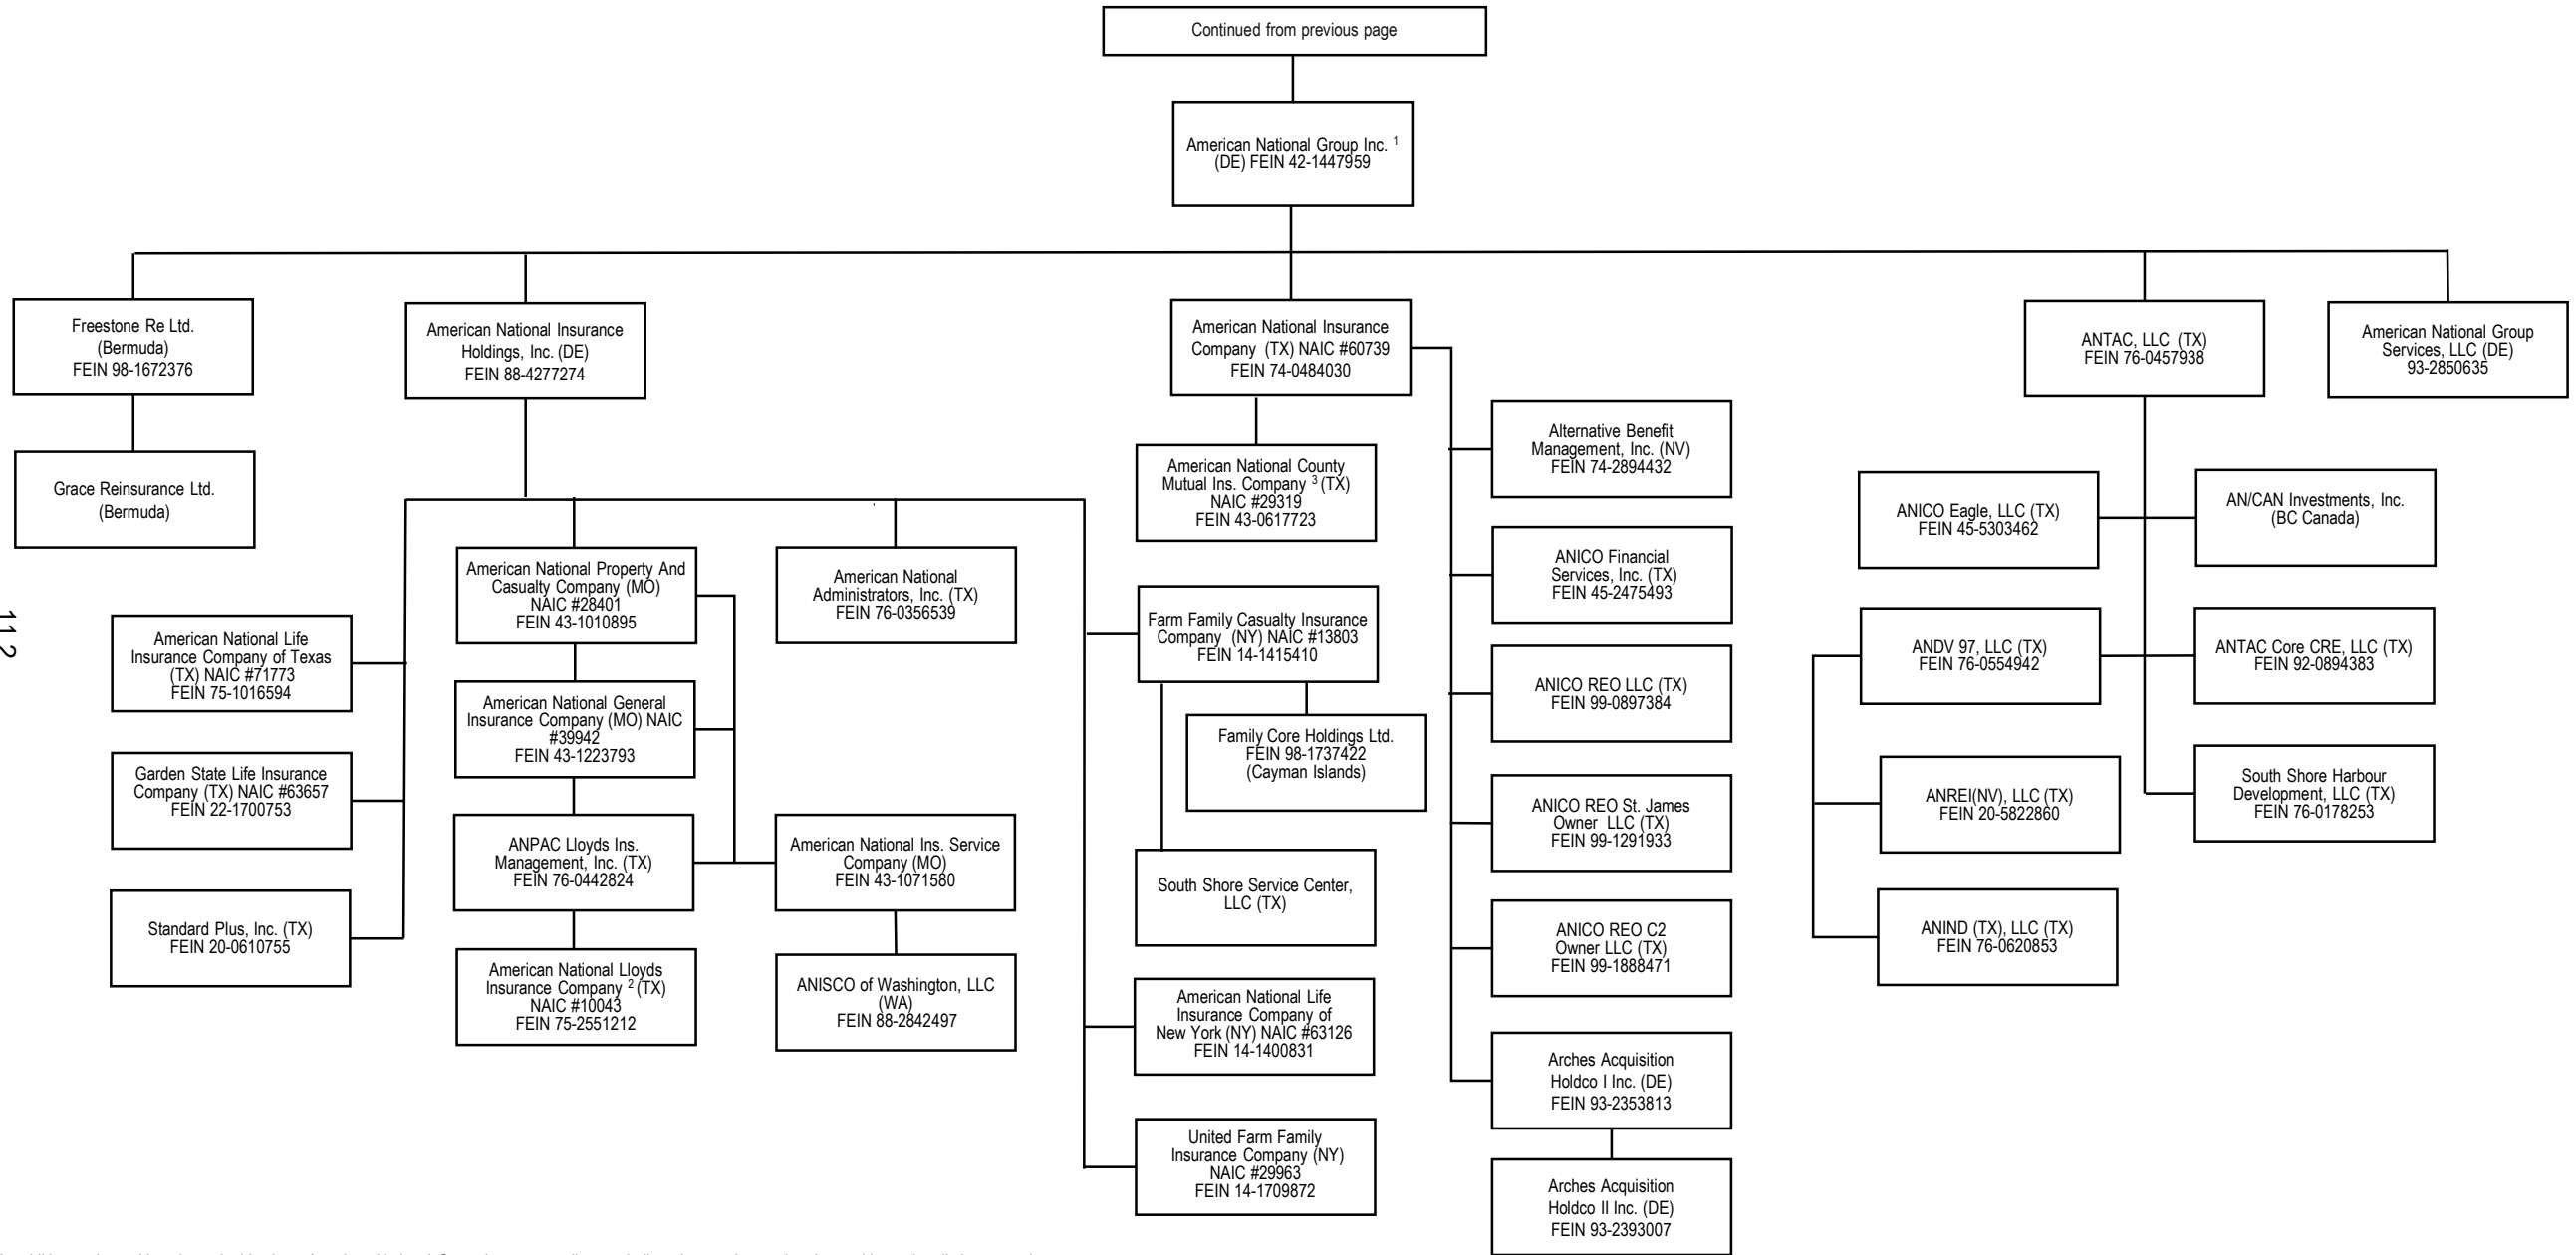 Continued from previous page
American National Group Inc. 1
(DE) FEIN 42-1447959
Freestone Re Ltd.
(Bermuda)
FEIN 98-1672376
American National Insurance
Holdings, Inc. (DE)
FEIN 88-4277274
American National Insurance
Company (TX) NAIC #60739
FEIN 74-0484030
ANTAC, LLC (TX)
FEIN 76-0457938
American National Group
Services, LLC (DE)
93-2850635
Grace Reinsurance Ltd.
(Bermuda)
American National County
Mutual Ins. Company 3 (TX)
NAIC #29319
FEIN 43-0617723
Alternative Benefit
Management, Inc. (NV)
FEIN 74-2894432
ANICO Eagle, LLC (TX)
FEIN 45-5303462
AN/CAN Investments, Inc.
(BC Canada)
American National Property And
Casualty Company (MO)
NAIC #28401
FEIN 43-1010895
American National
Administrators, Inc. (TX)
FEIN 76-0356539
ANICO Financial
Services, Inc. (TX)
FEIN 45-2475493
American National Life
Insurance Company of Texas
(TX) NAIC #71773
FEIN 75-1016594
Farm Family Casualty Insurance
Company (NY) NAIC #13803
FEIN 14-1415410
ANDV 97, LLC (TX)
FEIN 76-0554942
ANTAC Core CRE, LLC (TX)
FEIN 92-0894383
11.2
American National General
Insurance Company (MO) NAIC
#39942
FEIN 43-1223793
ANICO REO LLC (TX)
FEIN 99-0897384
Family Core Holdings Ltd.
FEIN 98-1737422
(Cayman Islands)
Garden State Life Insurance
Company (TX) NAIC #63657
FEIN 22-1700753
ANICO REO St. James
Owner LLC (TX)
FEIN 99-1291933
ANREI(NV), LLC (TX)
FEIN 20-5822860
South Shore Harbour
Development, LLC (TX)
FEIN 76-0178253
ANPAC Lloyds Ins.
Management, Inc. (TX)
FEIN 76-0442824
American National Ins. Service
Company (MO)
FEIN 43-1071580
South Shore Service Center,
LLC (TX)
Standard Plus, Inc. (TX)
FEIN 20-0610755
ANICO REO C2
Owner LLC (TX)
FEIN 99-1888471
ANIND (TX), LLC (TX)
FEIN 76-0620853
American National Lloyds
Insurance Company 2 (TX)
NAIC #10043
FEIN 75-2551212
ANISCO of Washington, LLC
(WA)
FEIN 88-2842497
American National Life
Insurance Company of
New York (NY) NAIC #63126
FEIN 14-1400831
Arches Acquisition
Holdco I Inc. (DE)
FEIN 93-2353813
United Farm Family
Insurance Company (NY)
NAIC #29963
FEIN 14-1709872
Arches Acquisition
Holdco II Inc. (DE)
FEIN 93-2393007